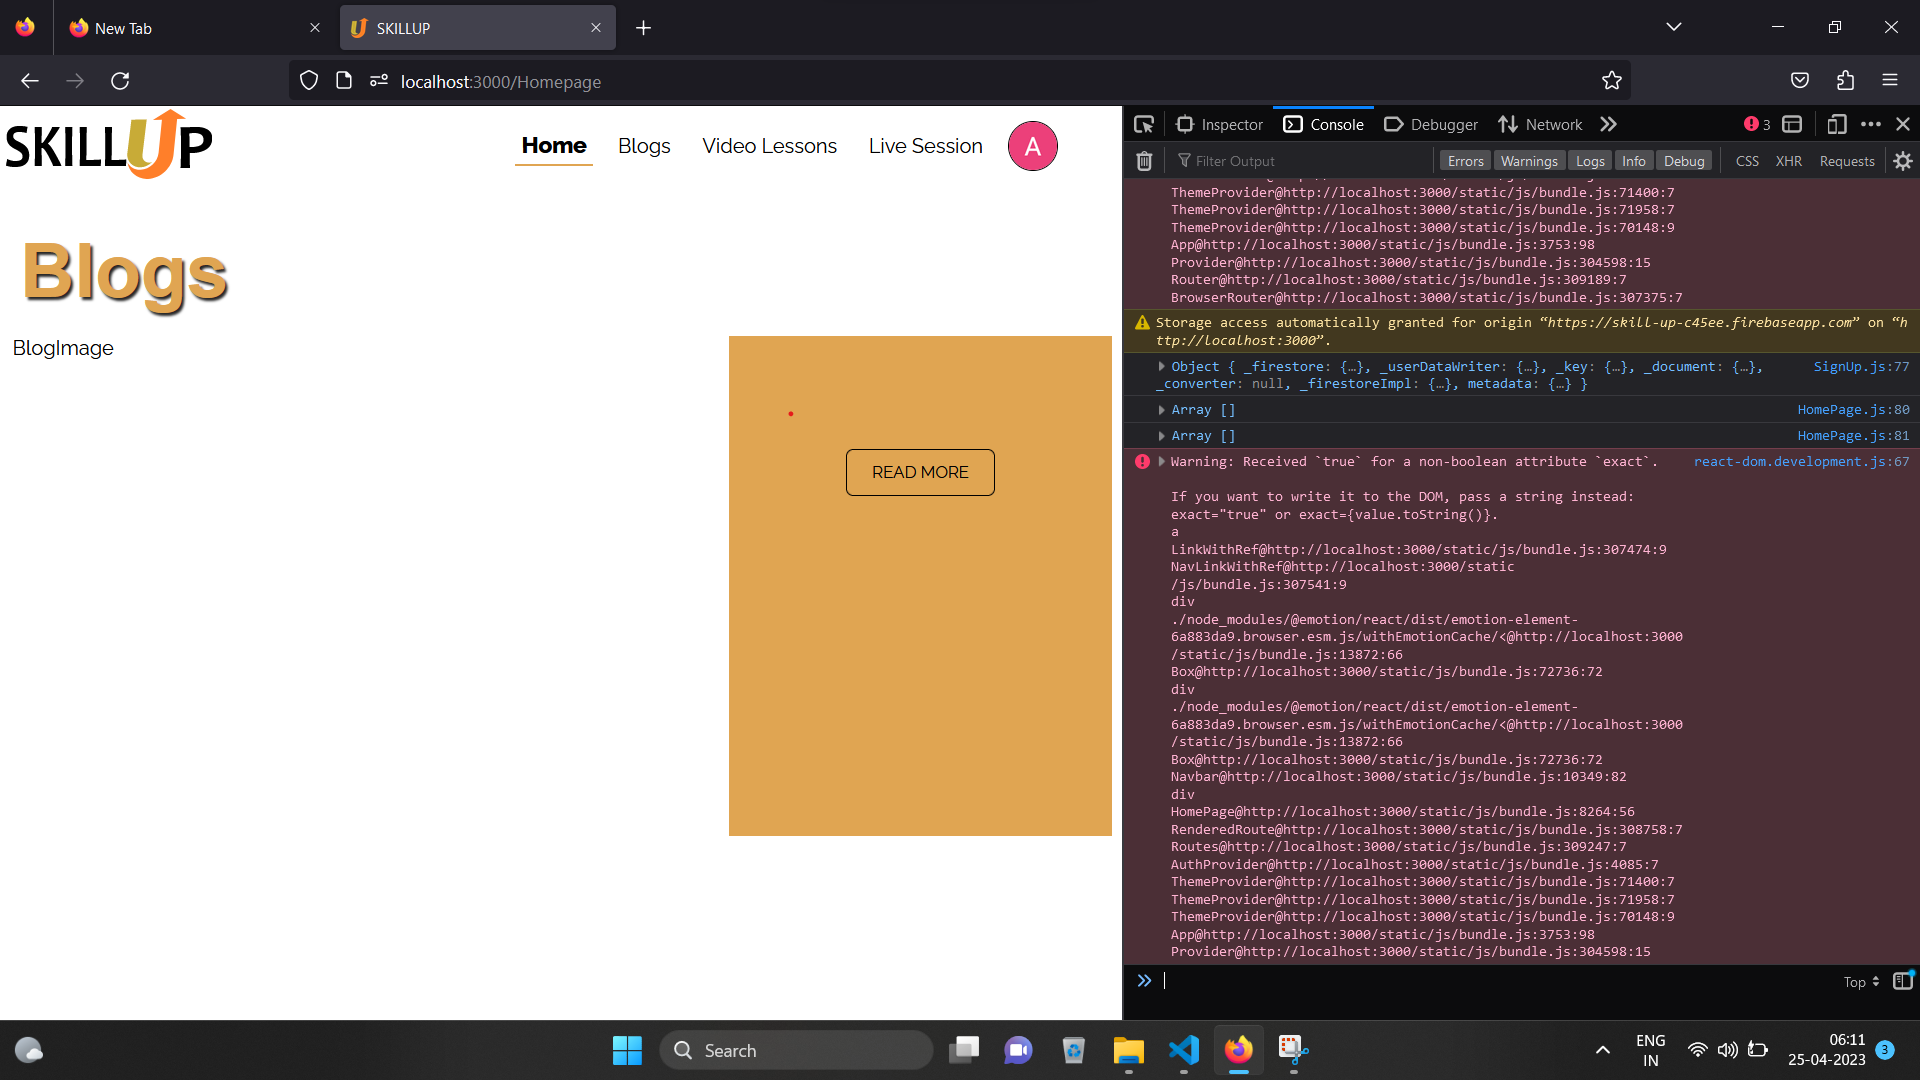 New Tab
SKILLUP
localhost:3000/Homepage
SKILLUP
Home
Blogs
Video Lessons
Live Session
A
Blogs
BlogImage
READ MORE
Inspector
Console
Debugger
Network
3
Filter Output
Errors
Warnings
Logs
Info
Debug
CSS
XHR
Requests
ThemeProvider@http://localhost:3000/static/js/bundle.js:71400:7
ThemeProvider@http://localhost:3000/static/js/bundle.js:71958:7
ThemeProvider@http://localhost:3000/static/js/bundle.js:70148:9
App@http://localhost:3000/static/js/bundle.js:3753:98
Provider@http://localhost:3000/static/js/bundle.js:304598:15
Router@http://localhost:3000/static/js/bundle.js:309189:7
BrowserRouter@http://localhost:3000/static/js/bundle.js:307375:7
Storage access automatically granted for origin “https://skill-up-c45ee.firebaseapp.com” on “h
ttp://localhost:3000”.
Object { _firestore: {…}, _userDataWriter: {…}, _key: {…}, _document: {…}, SignUp.js:77
_converter: null, _firestoreImpl: {…}, metadata: {…} }
Array [] HomePage.js:80
Array [] HomePage.js:81
Warning: Received `true` for a non-boolean attribute `exact`. react-dom.development.js:67
If you want to write it to the DOM, pass a string instead:
exact="true" or exact={value.toString()}.
a
LinkWithRef@http://localhost:3000/static/js/bundle.js:307474:9
NavLinkWithRef@http://localhost:3000/static
/js/bundle.js:307541:9
div
./node_modules/@emotion/react/dist/emotion-element-
6a883da9.browser.esm.js/withEmotionCache/<@http://localhost:3000
/static/js/bundle.js:13872:66
Box@http://localhost:3000/static/js/bundle.js:72736:72
div
./node_modules/@emotion/react/dist/emotion-element-
6a883da9.browser.esm.js/withEmotionCache/<@http://localhost:3000
/static/js/bundle.js:13872:66
Box@http://localhost:3000/static/js/bundle.js:72736:72
Navbar@http://localhost:3000/static/js/bundle.js:10349:82
div
HomePage@http://localhost:3000/static/js/bundle.js:8264:56
RenderedRoute@http://localhost:3000/static/js/bundle.js:308758:7
Routes@http://localhost:3000/static/js/bundle.js:309247:7
AuthProvider@http://localhost:3000/static/js/bundle.js:4085:7
ThemeProvider@http://localhost:3000/static/js/bundle.js:71400:7
ThemeProvider@http://localhost:3000/static/js/bundle.js:71958:7
ThemeProvider@http://localhost:3000/static/js/bundle.js:70148:9
App@http://localhost:3000/static/js/bundle.js:3753:98
Provider@http://localhost:3000/static/js/bundle.js:304598:15
Top
Search
ENG
IN
06:11
25-04-2023
3